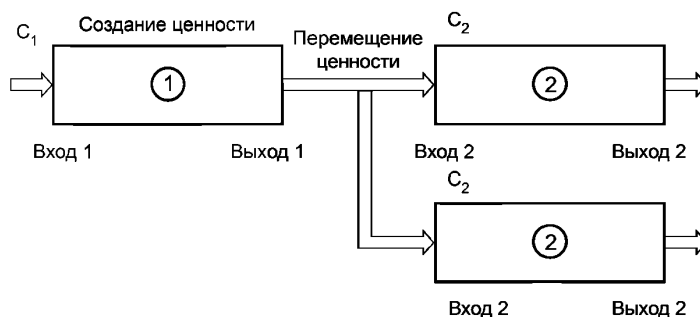 Создание ценности
C1
C2
Перемещение
ценности
1
2
Вход 1
Выход 1
Вход 2
Выход 2
C2
2
Вход 2
Выход 2